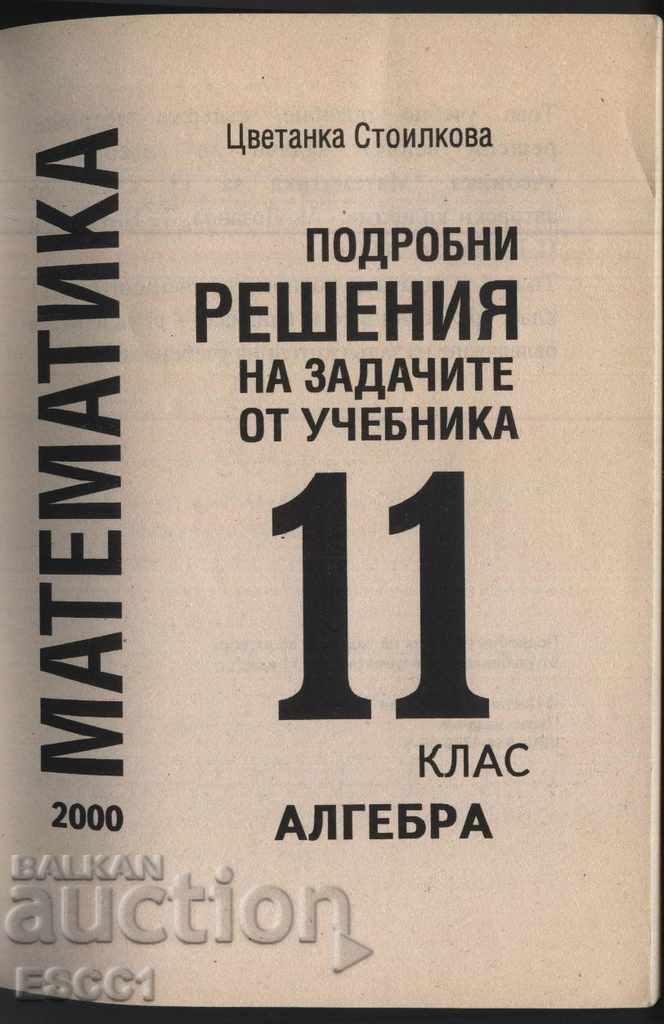 Цветанка Стоилкова
МАТЕМАТИКА
2000
ПОДРОБНИ
РЕШЕНИЯ
НА ЗАДАЧИТЕ
ОТ УЧЕБНИКА
11
КЛАС
АЛГЕБРА
BALKAN
auction
ESCC1